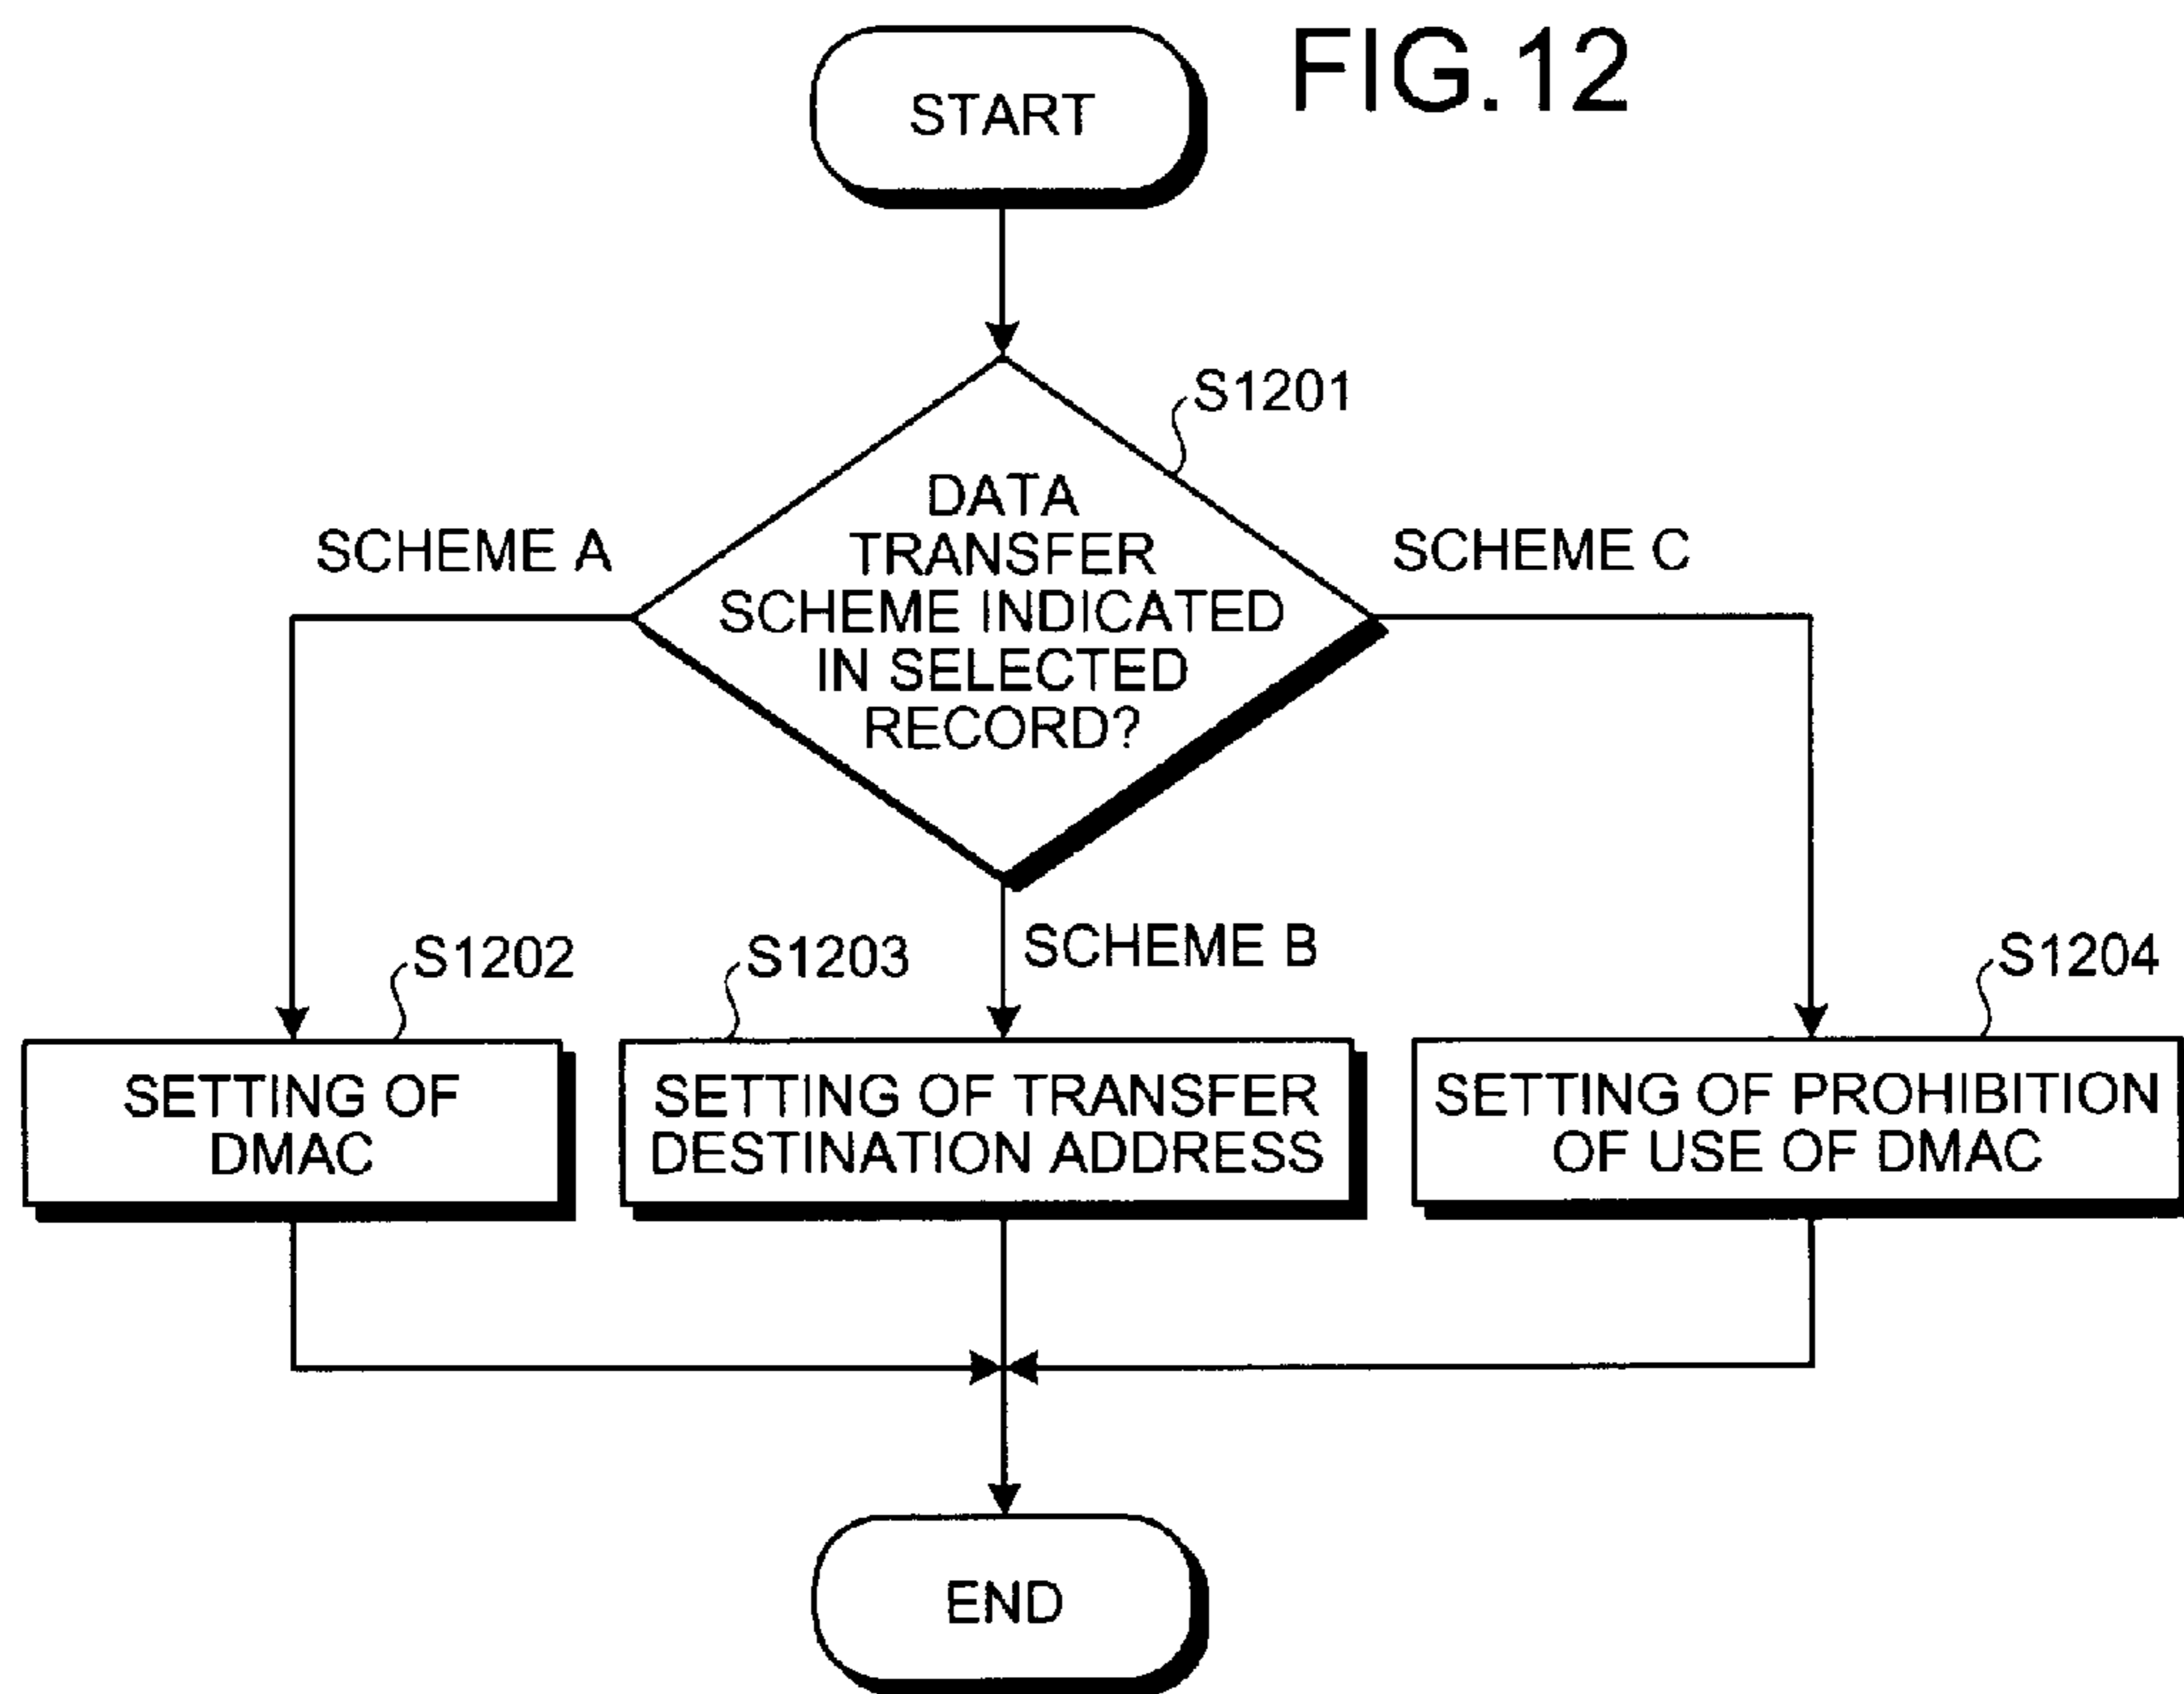 FIG.12
START
S1201
DATA
TRANSFER
SCHEME INDICATED
IN SELECTED
RECORD?
SCHEME A
SCHEME C
SCHEME B
S1202
SETTING OF
DMAC
S1203
SETTING OF TRANSFER
DESTINATION ADDRESS
S1204
SETTING OF PROHIBITION
OF USE OF DMAC
END